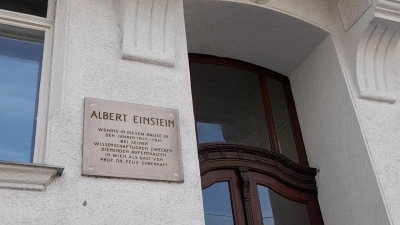 ALBERT EINSTEIN
WOHNTE IN DIESEM HAUSE IN
DEN JAHREN 1927–1931
BEI SEINEN
WISSENSCHAFTLICHEN ZWECKEN
DIENENDEN AUFENTHALTEN
IN WIEN ALS GAST VON
PROF. DR. FELIX EHRENHAFT